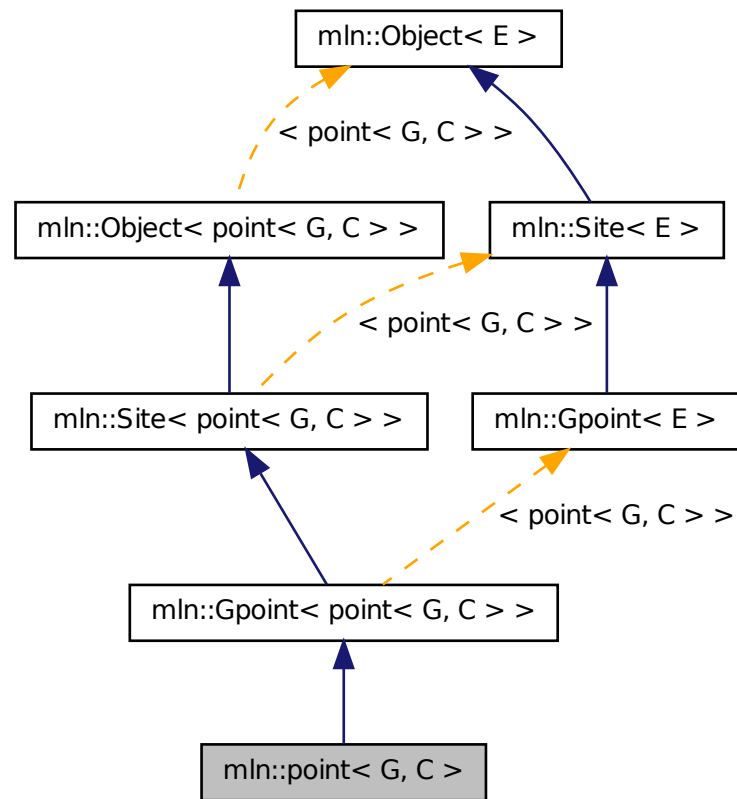 mln::Object< E >
< point< G, C > >
mln::Object< point< G, C > >
mln::Site< E >
< point< G, C > >
mln::Site< point< G, C > >
mln::Gpoint< E >
< point< G, C > >
mln::Gpoint< point< G, C > >
mln::point< G, C >